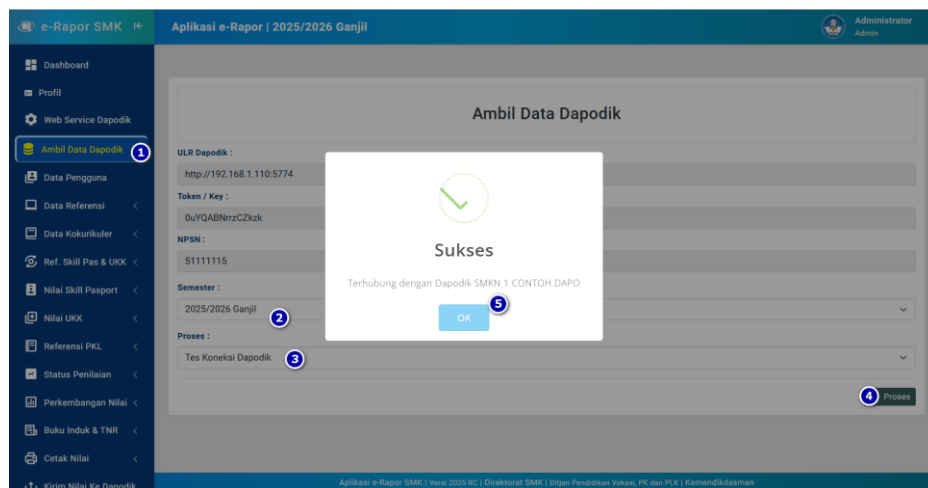 e-Rapor SMK
Aplikasi e-Rapor | 2025/2026 Ganjil
Administrator
Admin
Dashboard
Profil
Web Service Dapodik
Ambil Data Dapodik 1
Data Pengguna
Data Referensi
Data Kokurikuler
Ref. Skill Pas & UKK
Nilai Skill Pasport
Nilai UKK
Referensi PKL
Status Penilaian
Perkembangan Nilai
Buku Induk & TNR
Cetak Nilai
Kirim Nilai Ke Dapodik
Ambil Data Dapodik
ULR Dapodik :
http://192.168.1.110:5774
Token / Key :
0uYQABNrrzCZkzk
NPSN :
51111115
Semester :
2025/2026 Ganjil 2
Proses :
Tes Koneksi Dapodik 3
4 Proses
Sukses
Terhubung dengan Dapodik SMKN 1 CONTOH DAPO
OK 5
Aplikasi e-Rapor SMK | Versi 2025 RC | Direktorat SMK | Ditjen Pendidikan Vokasi, PK dan PLK | Kemendikdasmen